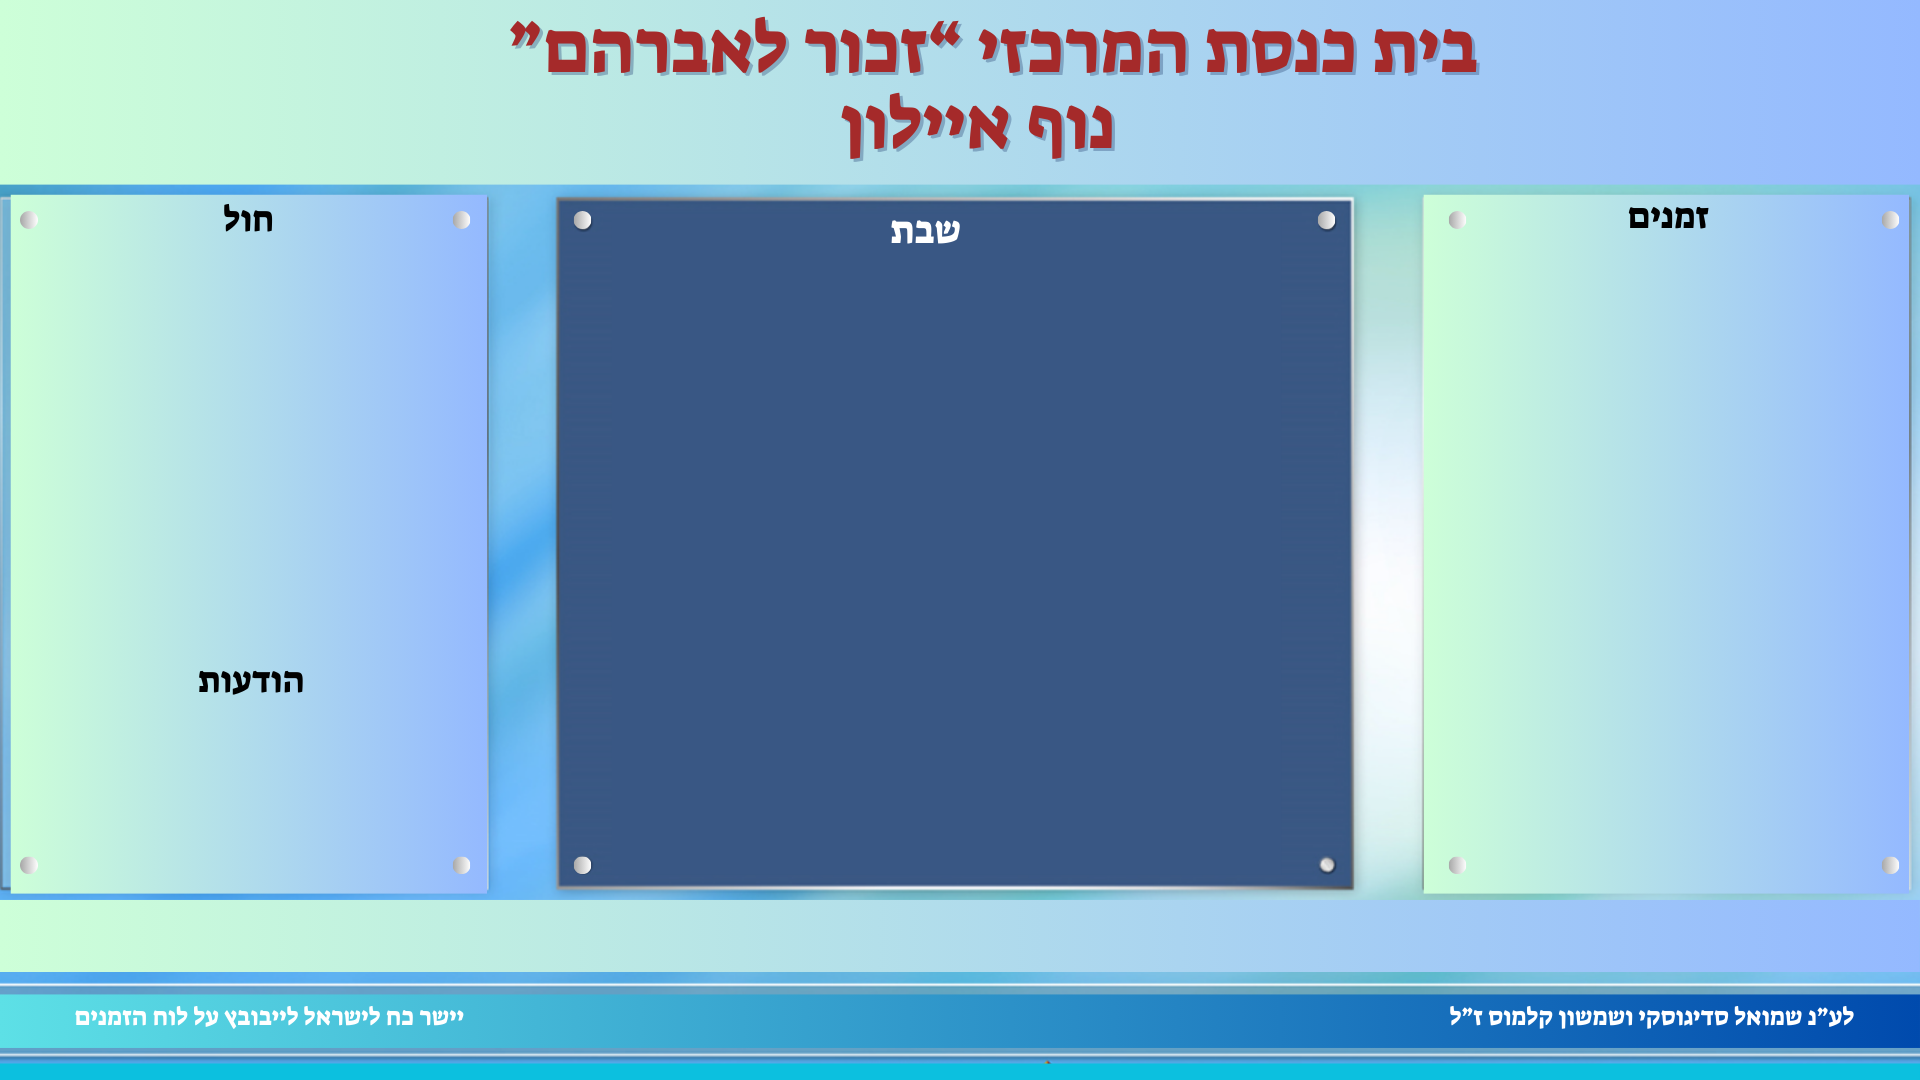 בית כנסת המרכזי “זכור לאברהם”
נוף איילון
זמנים
שבת
חול
הודעות
לע”נ שמואל סדיגוסקי ושמשון קלמוס ז”ל
יישר כח לישראל לייבובץ על לוח הזמנים